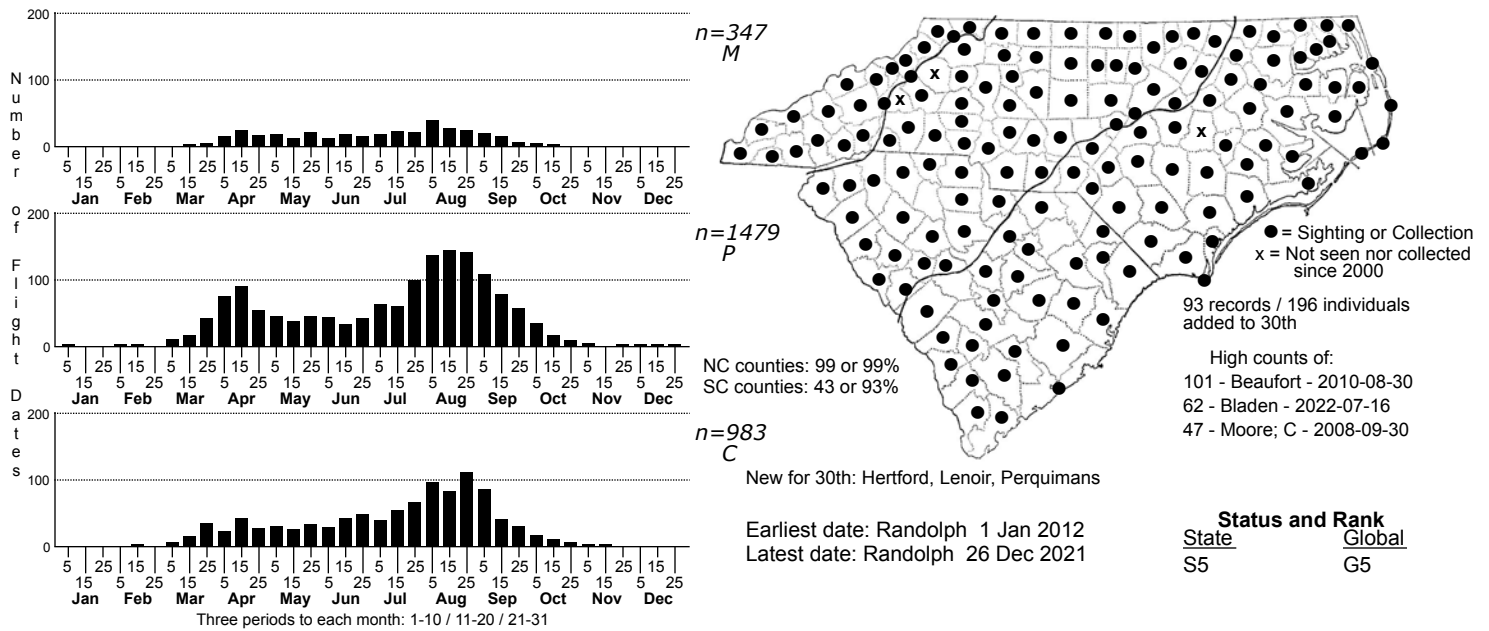 Number of Flight Dates
200
100
0
5 15 25 5 15 25 5 15 25 5 15 25 5 15 25 5 15 25 5 15 25 5 15 25 5 15 25 5 15 25 5 15 25 5 15 25
Jan Feb Mar Apr May Jun Jul Aug Sep Oct Nov Dec
n=347
M
200
100
0
5 15 25 5 15 25 5 15 25 5 15 25 5 15 25 5 15 25 5 15 25 5 15 25 5 15 25 5 15 25 5 15 25 5 15 25
Jan Feb Mar Apr May Jun Jul Aug Sep Oct Nov Dec
n=1479
P
200
100
0
5 15 25 5 15 25 5 15 25 5 15 25 5 15 25 5 15 25 5 15 25 5 15 25 5 15 25 5 15 25 5 15 25 5 15 25
Jan Feb Mar Apr May Jun Jul Aug Sep Oct Nov Dec
n=983
C
Three periods to each month: 1-10 / 11-20 / 21-31
x
x
x
● = Sighting or Collection
x = Not seen nor collected
since 2000
93 records / 196 individuals
added to 30th
NC counties: 99 or 99%
SC counties: 43 or 93%
High counts of:
101 - Beaufort - 2010-08-30
62 - Bladen - 2022-07-16
47 - Moore; C - 2008-09-30
New for 30th: Hertford, Lenoir, Perquimans
Earliest date: Randolph 1 Jan 2012
Latest date: Randolph 26 Dec 2021
Status and Rank
State Global
S5 G5